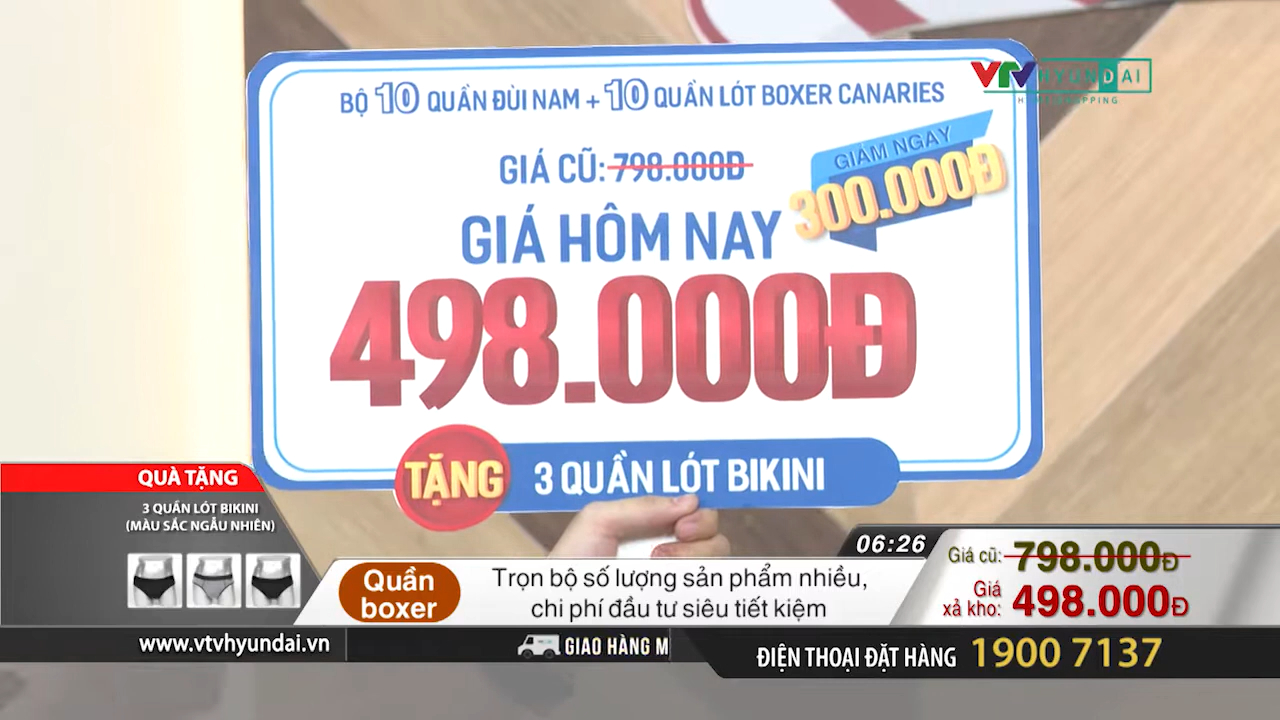 BỘ 10 QUẦN ĐÙI NAM + 10 QUẦN LÓT BOXER CANARIES
VTV HYUNDAI
HOME SHOPPING
GIÁ CŨ: 798.000Đ
GIẢM NGAY
300.000Đ
GIÁ HÔM NAY
498.000Đ
TẶNG 3 QUẦN LÓT BIKINI
QUÀ TẶNG
3 QUẦN LÓT BIKINI
(MÀU SẮC NGẪU NHIÊN)
06:26
Giá cũ: 798.000Đ
Giá
xả kho: 498.000Đ
Quần
boxer
Trọn bộ số lượng sản phẩm nhiều,
chi phí đầu tư siêu tiết kiệm
www.vtvhyundai.vn
GIAO HÀNG M
ĐIỆN THOẠI ĐẶT HÀNG 1900 7137